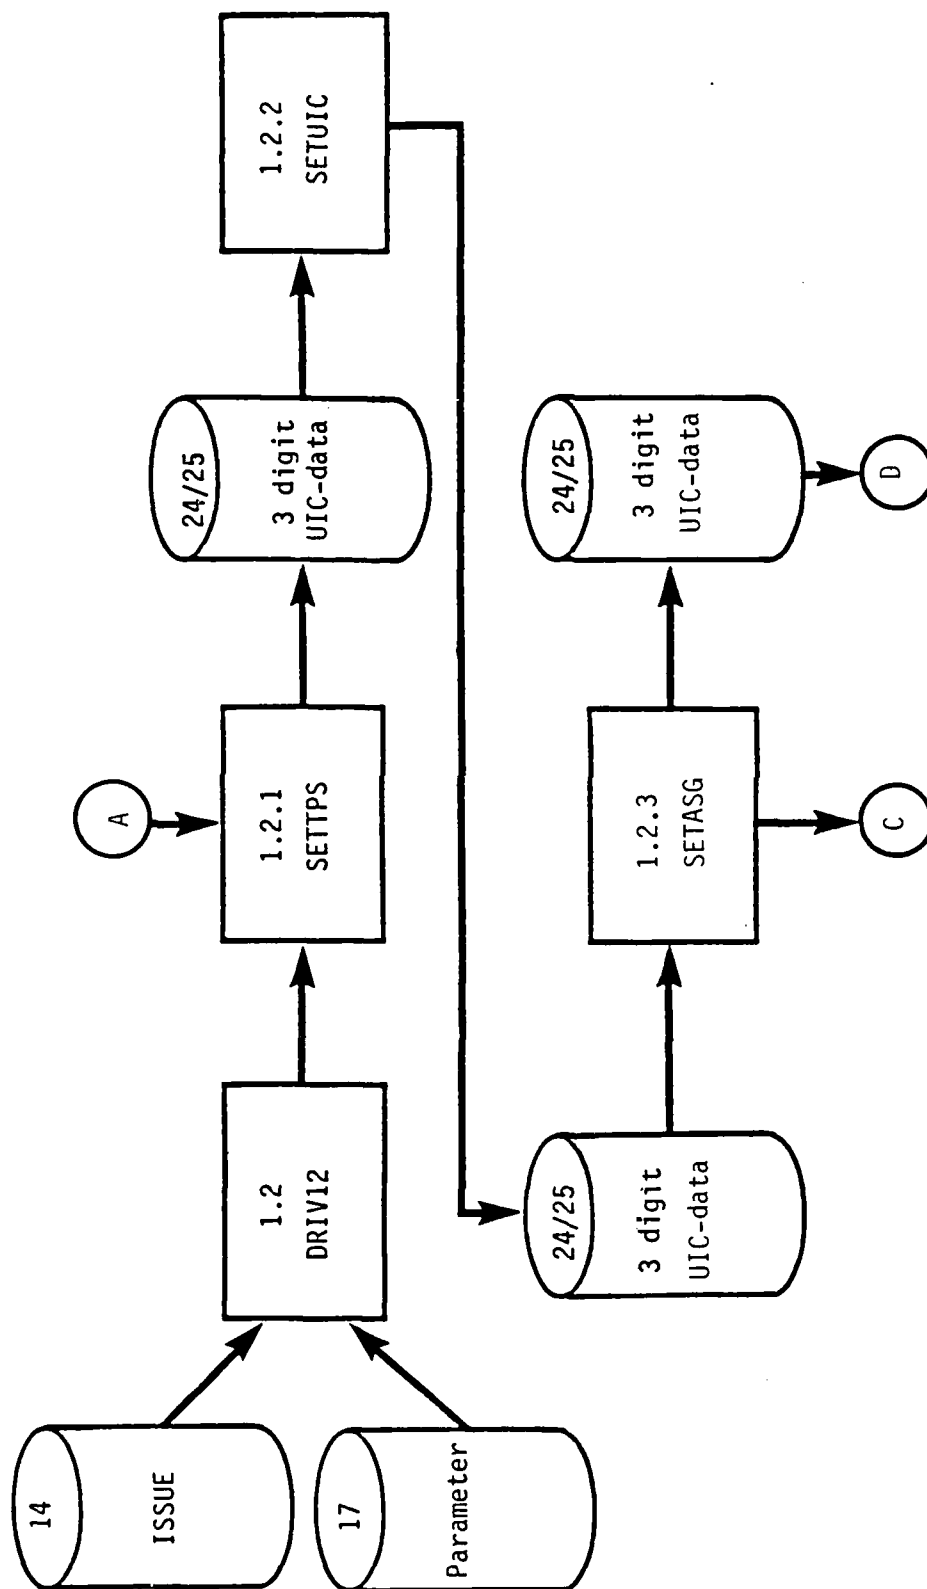 14
ISSUE
17
Parameter
1.2
DRIV12
A
1.2.1
SETTPS
24/25
3 digit
UIC-data
1.2.2
SETUIC
24/25
3 digit
UIC-data
1.2.3
SETASG
C
24/25
3 digit
UIC-data
D